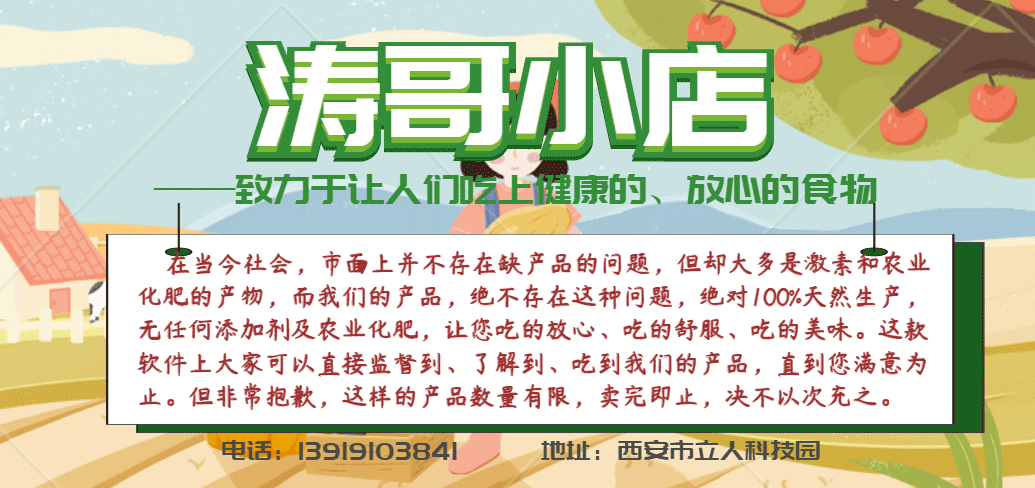 涛哥小店
——致力于让人们吃上健康的、放心的食物
在当今社会，市面上并不存在缺产品的问题，但却大多是激素和农业
化肥的产物，而我们的产品，绝不存在这种问题，绝对100%天然生产，
无任何添加剂及农业化肥，让您吃的放心、吃的舒服、吃的美味。这款
软件上大家可以直接监督到、了解到、吃到我们的产品，直到您满意为
止。但非常抱歉，这样的产品数量有限，卖完即止，决不以次充之。
电话：13919103841 地址：西安市立人科技园